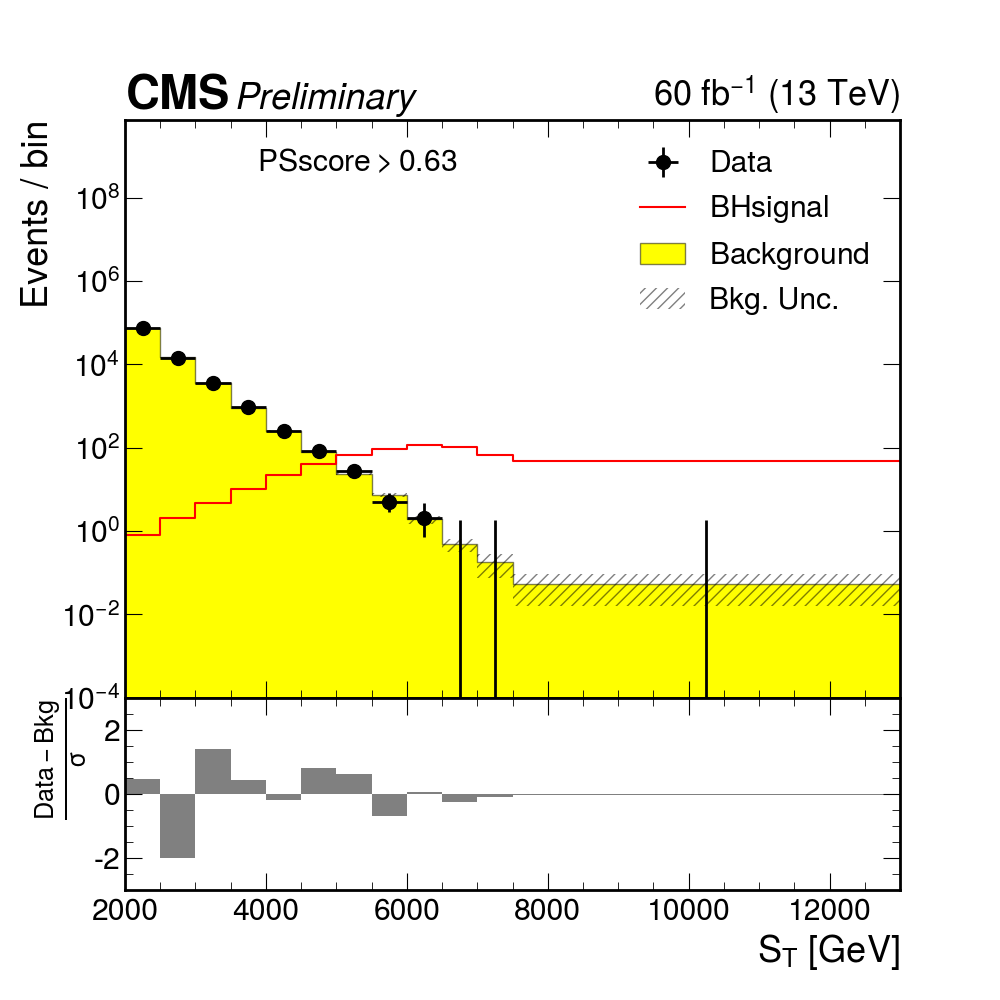 CMS Preliminary
60 fb⁻¹ (13 TeV)
Events / bin
PSscore > 0.63
Data
BHsignal
Background
Bkg. Unc.
10⁸
10⁶
10⁴
10²
10⁰
10⁻²
10⁻⁴
Data – Bkg
σ
2
0
-2
2000 4000 6000 8000 10000 12000
S_T [GeV]